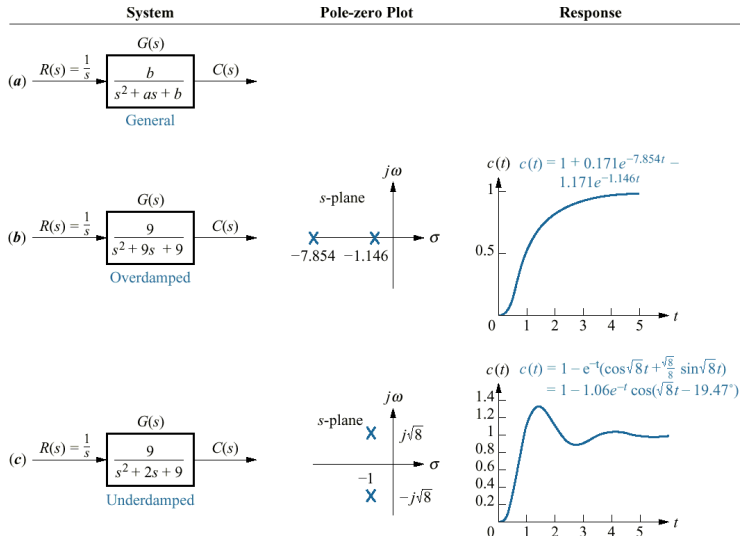 System Pole-zero Plot Response
G(s)
(a) R(s) = 1/s b/(s² + as + b) C(s)
General
c(t) c(t) = 1 + 0.171e^−7.854t −
1.171e^−1.146t
jω
1
s-plane
G(s)
(b) R(s) = 1/s 9/(s² + 9s + 9) C(s)
σ
0.5
−7.854 −1.146
Overdamped
0 1 2 3 4 5 t
c(t) c(t) = 1 − e^−t(cos√8t + √8/8 sin√8t)
= 1 − 1.06e^−t cos(√8t − 19.47°)
jω
1.4
1.2
s-plane
j√8
1
G(s)
0.8
(c) R(s) = 1/s 9/(s² + 2s + 9) C(s)
σ
0.6
−1
0.4
−j√8
Underdamped
0.2
0 1 2 3 4 5 t